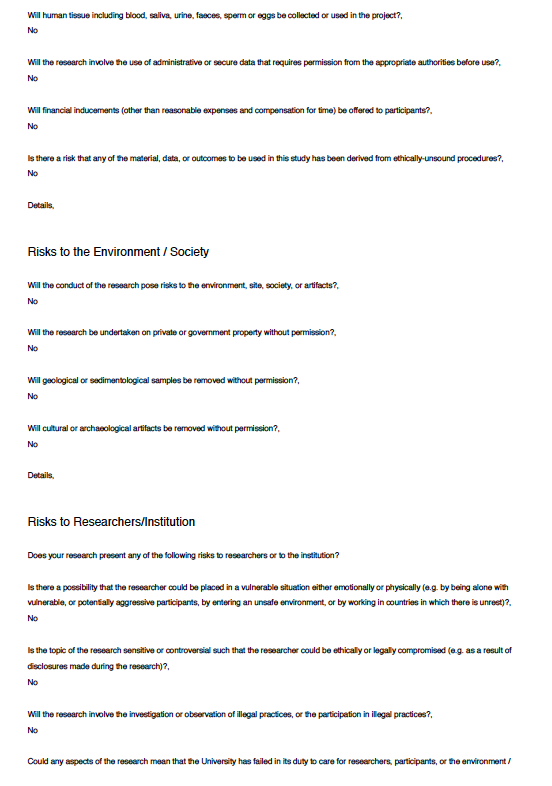 Will human tissue including blood, saliva, urine, faeces, sperm or eggs be collected or used in the project?,
No
Will the research involve the use of administrative or secure data that requires permission from the appropriate authorities before use?,
No
Will financial inducements (other than reasonable expenses and compensation for time) be offered to participants?,
No
Is there a risk that any of the material, data, or outcomes to be used in this study has been derived from ethically-unsound procedures?,
No
Details,
Risks to the Environment / Society
Will the conduct of the research pose risks to the environment, site, society, or artifacts?,
No
Will the research be undertaken on private or government property without permission?,
No
Will geological or sedimentological samples be removed without permission?,
No
Will cultural or archaeological artifacts be removed without permission?,
No
Details,
Risks to Researchers/Institution
Does your research present any of the following risks to researchers or to the institution?
Is there a possibility that the researcher could be placed in a vulnerable situation either emotionally or physically (e.g. by being alone with
vulnerable, or potentially aggressive participants, by entering an unsafe environment, or by working in countries in which there is unrest)?,
No
Is the topic of the research sensitive or controversial such that the researcher could be ethically or legally compromised (e.g. as a result of
disclosures made during the research)?,
No
Will the research involve the investigation or observation of illegal practices, or the participation in illegal practices?,
No
Could any aspects of the research mean that the University has failed in its duty to care for researchers, participants, or the environment /